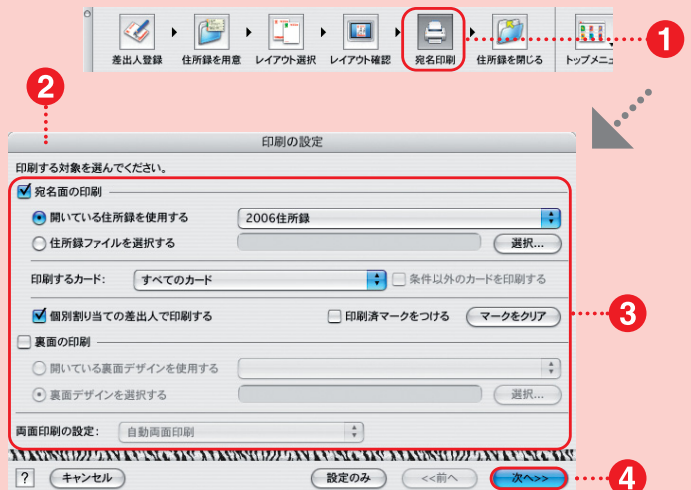 差出人登録 住所録を用意 レイアウト選択 レイアウト確認 宛名印刷 住所録を閉じる トップメニュー
1
2
印刷の設定
印刷する対象を選んでください。
宛名面の印刷
開いている住所録を使用する 2006住所録
住所録ファイルを選択する 選択...
印刷するカード： すべてのカード 条件以外のカードを印刷する
個別割り当ての差出人で印刷する 印刷済マークをつける マークをクリア
3
裏面の印刷
開いている裏面デザインを使用する
裏面デザインを選択する 選択...
両面印刷の設定： 自動両面印刷
? キャンセル 設定のみ <<前へ 次へ>>
4